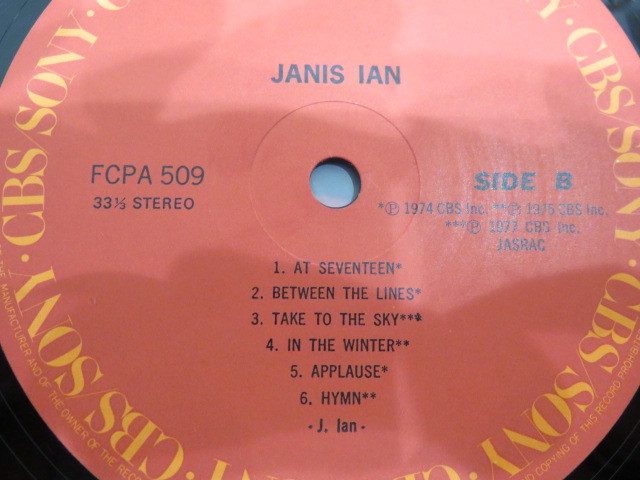 JANIS IAN
FCPA 509
33⅓ STEREO
SIDE B
*Ⓟ 1974 CBS Inc. **Ⓟ 1975 CBS Inc.
***Ⓟ 1977 CBS Inc.
JASRAC
1. AT SEVENTEEN*
2. BETWEEN THE LINES*
3. TAKE TO THE SKY***
4. IN THE WINTER**
5. APPLAUSE*
6. HYMN**
· J. Ian ·
CBS/SONY · CBS/SONY · CBS/SONY
CBS/SONY · CBS/SONY
THE MANUFACTURER AND OF THE OWNER OF THE RECORD
AND COPYING OF THIS RECORD PROHIBITED